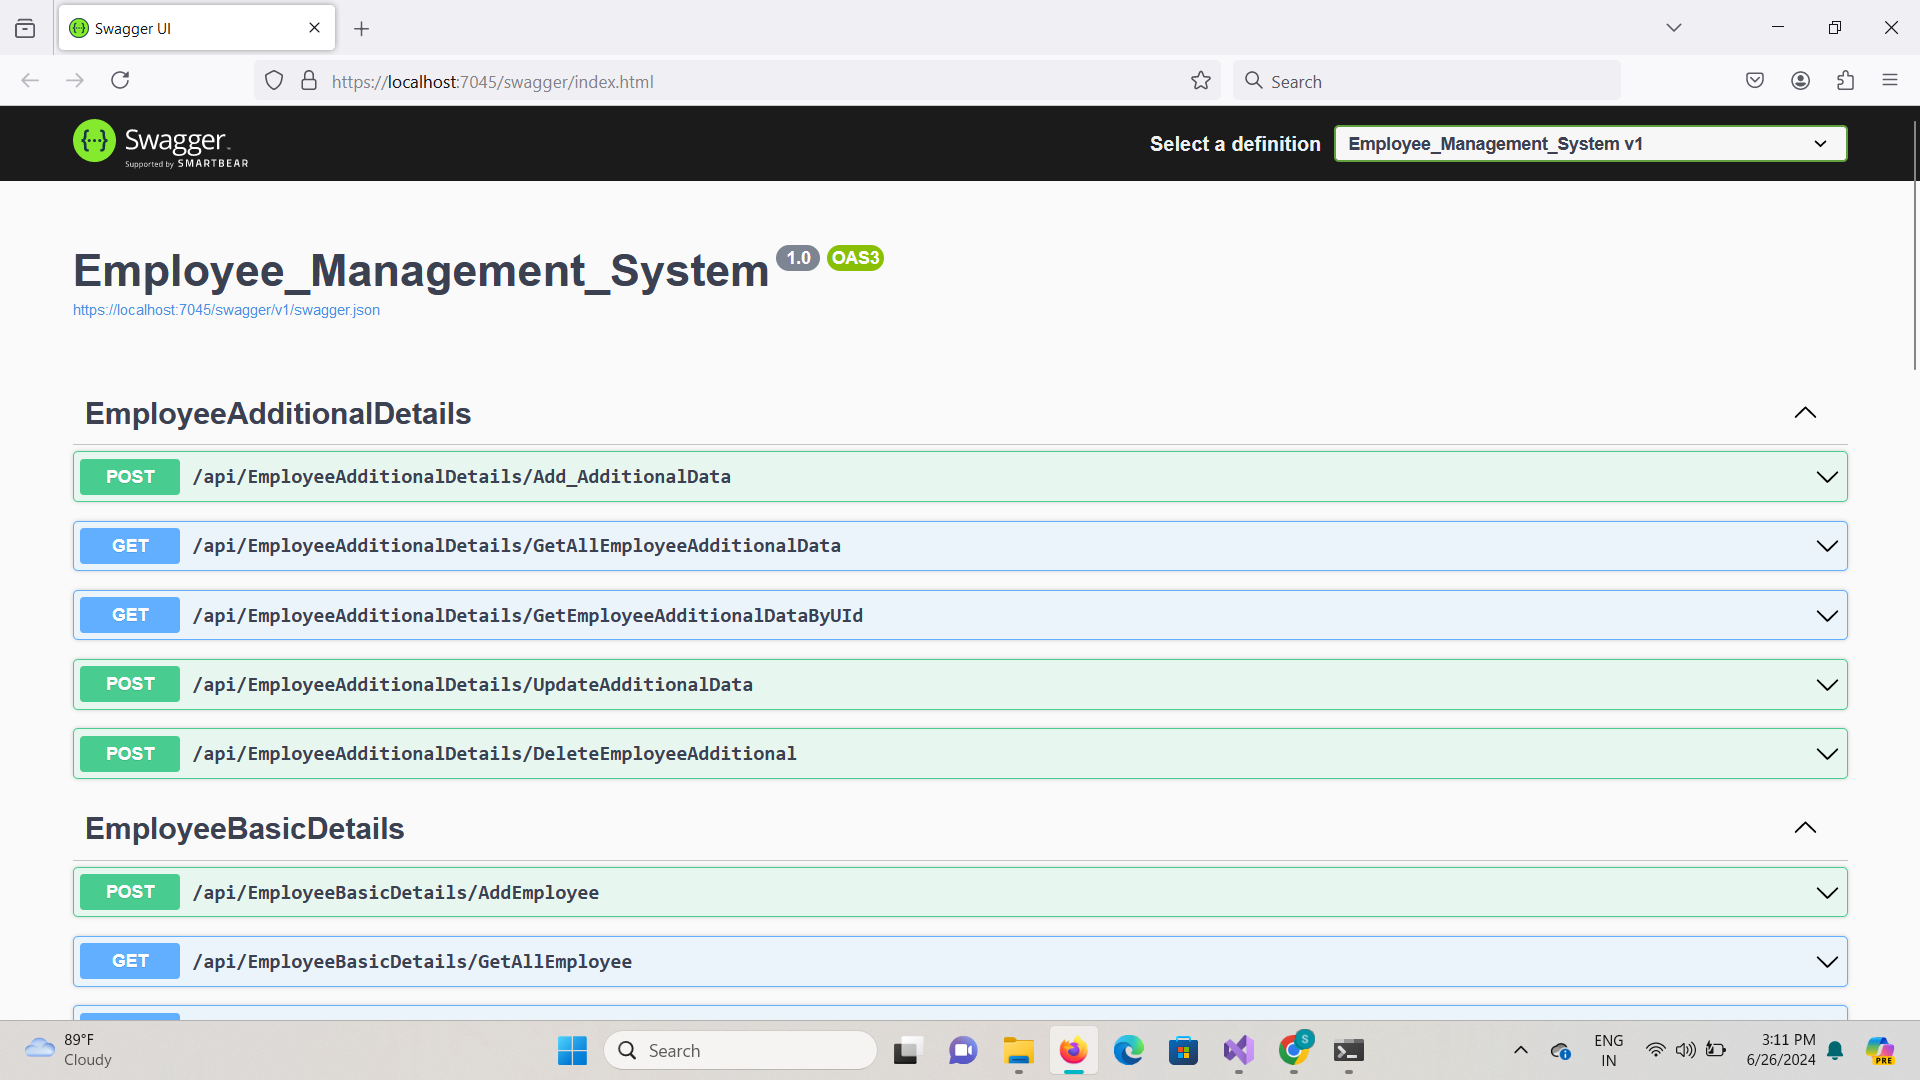 Swagger UI
https://localhost:7045/swagger/index.html
Search
Swagger
Supported by SMARTBEAR
Select a definition
Employee_Management_System v1
Employee_Management_System 1.0 OAS3
https://localhost:7045/swagger/v1/swagger.json
EmployeeAdditionalDetails
POST /api/EmployeeAdditionalDetails/Add_AdditionalData
GET /api/EmployeeAdditionalDetails/GetAllEmployeeAdditionalData
GET /api/EmployeeAdditionalDetails/GetEmployeeAdditionalDataByUId
POST /api/EmployeeAdditionalDetails/UpdateAdditionalData
POST /api/EmployeeAdditionalDetails/DeleteEmployeeAdditional
EmployeeBasicDetails
POST /api/EmployeeBasicDetails/AddEmployee
GET /api/EmployeeBasicDetails/GetAllEmployee
89°F
Cloudy
Search
S
ENG
IN
3:11 PM
6/26/2024
PRE